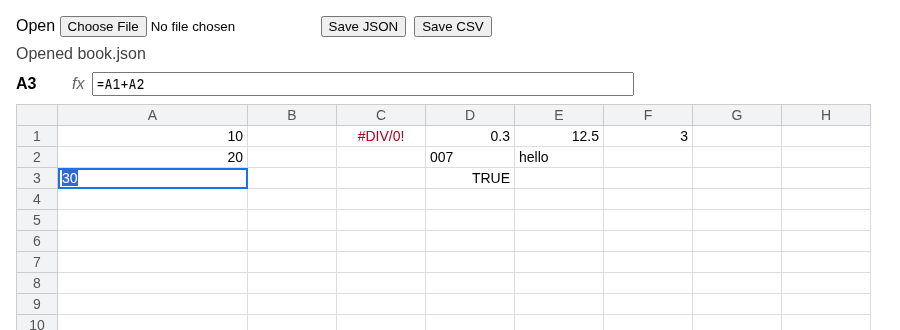 Open Choose File No file chosen Save JSON Save CSV
Opened book.json
A3 fx =A1+A2
A B C D E F G H
1 10 #DIV/0! 0.3 12.5 3
2 20 007 hello
3 30 TRUE
4
5
6
7
8
9
10